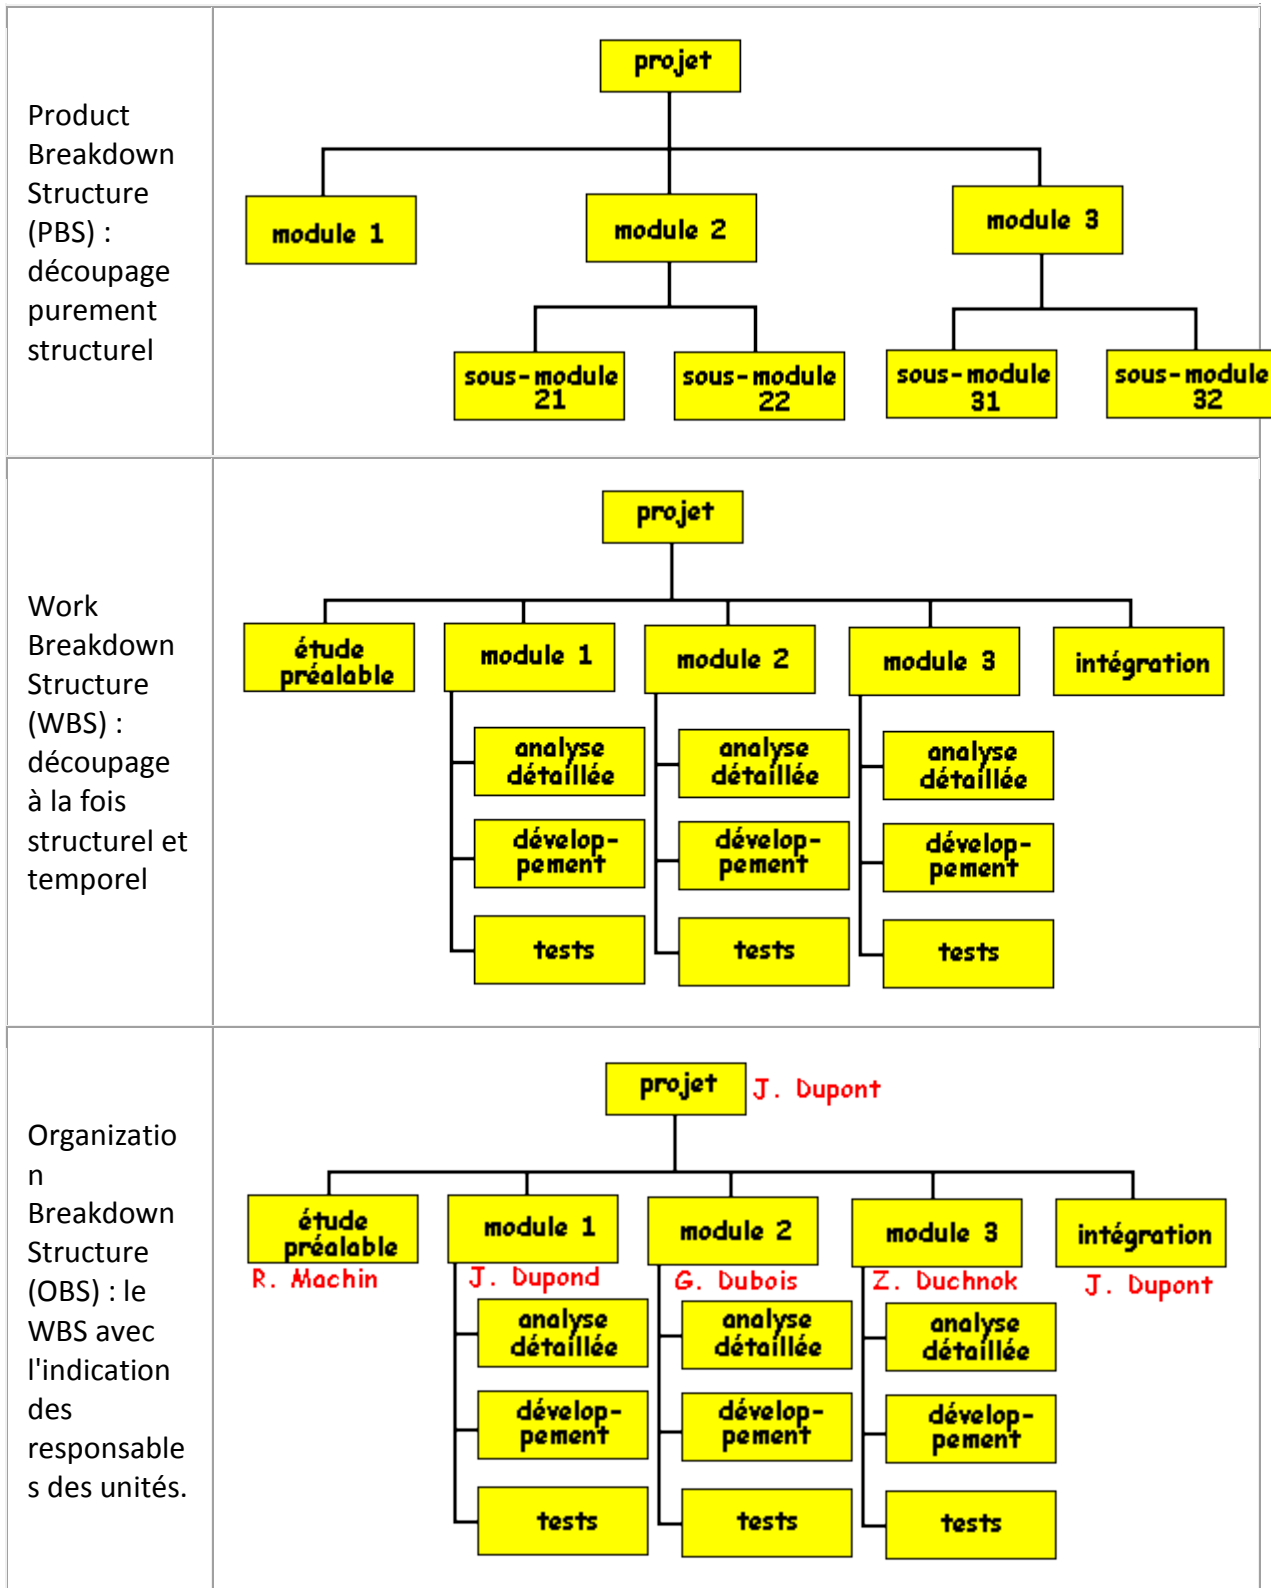 Product
Breakdown
Structure
(PBS) :
découpage
purement
structurel
projet
module 1
module 2
module 3
sous-module
21
sous-module
22
sous-module
31
sous-module
32
Work
Breakdown
Structure
(WBS) :
découpage
à la fois
structurel et
temporel
projet
étude
préalable
module 1
module 2
module 3
intégration
analyse
détaillée
analyse
détaillée
analyse
détaillée
dévelop-
pement
dévelop-
pement
dévelop-
pement
tests
tests
tests
Organizatio
n
Breakdown
Structure
(OBS) : le
WBS avec
l'indication
des
responsable
s des unités.
projet
J. Dupont
étude
préalable
module 1
module 2
module 3
intégration
R. Machin
J. Dupond
G. Dubois
Z. Duchnok
J. Dupont
analyse
détaillée
analyse
détaillée
analyse
détaillée
dévelop-
pement
dévelop-
pement
dévelop-
pement
tests
tests
tests